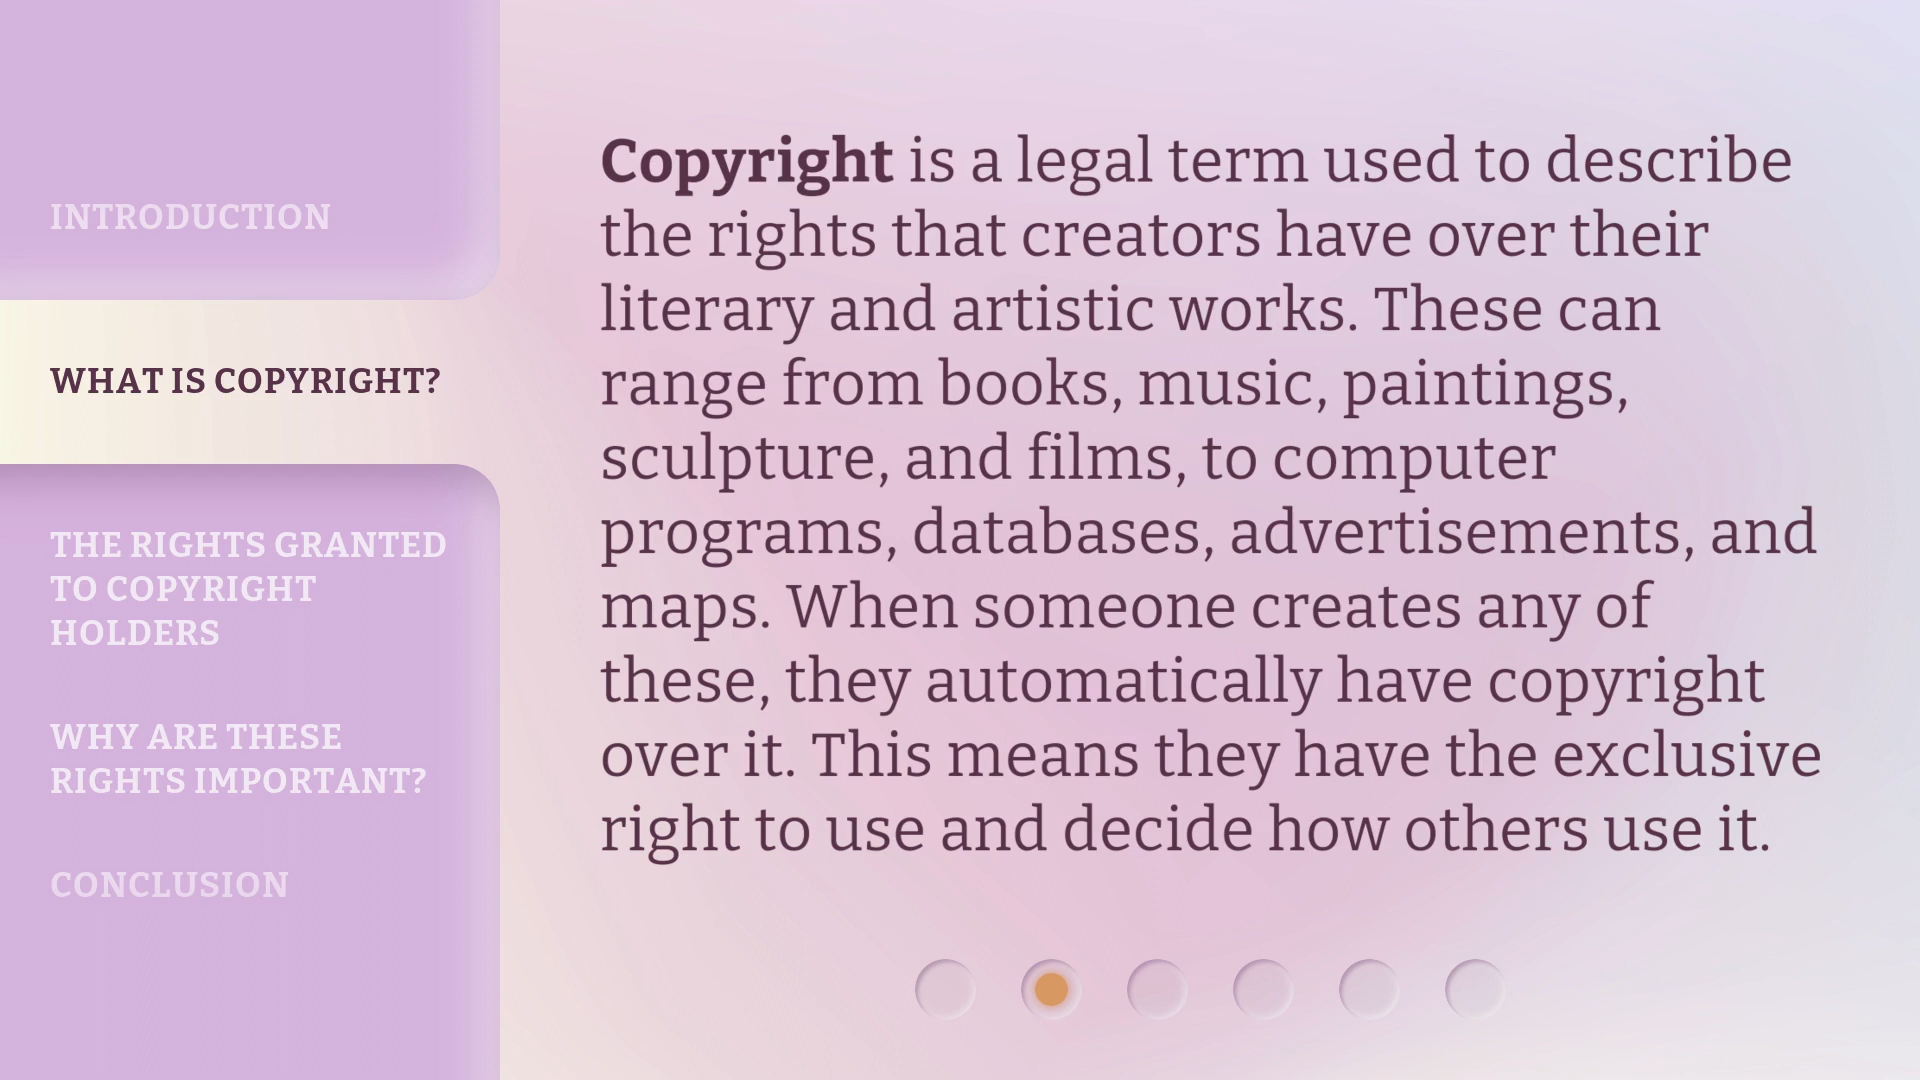 INTRODUCTION
WHAT IS COPYRIGHT?
THE RIGHTS GRANTED
TO COPYRIGHT
HOLDERS
WHY ARE THESE
RIGHTS IMPORTANT?
CONCLUSION
Copyright is a legal term used to describe
the rights that creators have over their
literary and artistic works. These can
range from books, music, paintings,
sculpture, and films, to computer
programs, databases, advertisements, and
maps. When someone creates any of
these, they automatically have copyright
over it. This means they have the exclusive
right to use and decide how others use it.